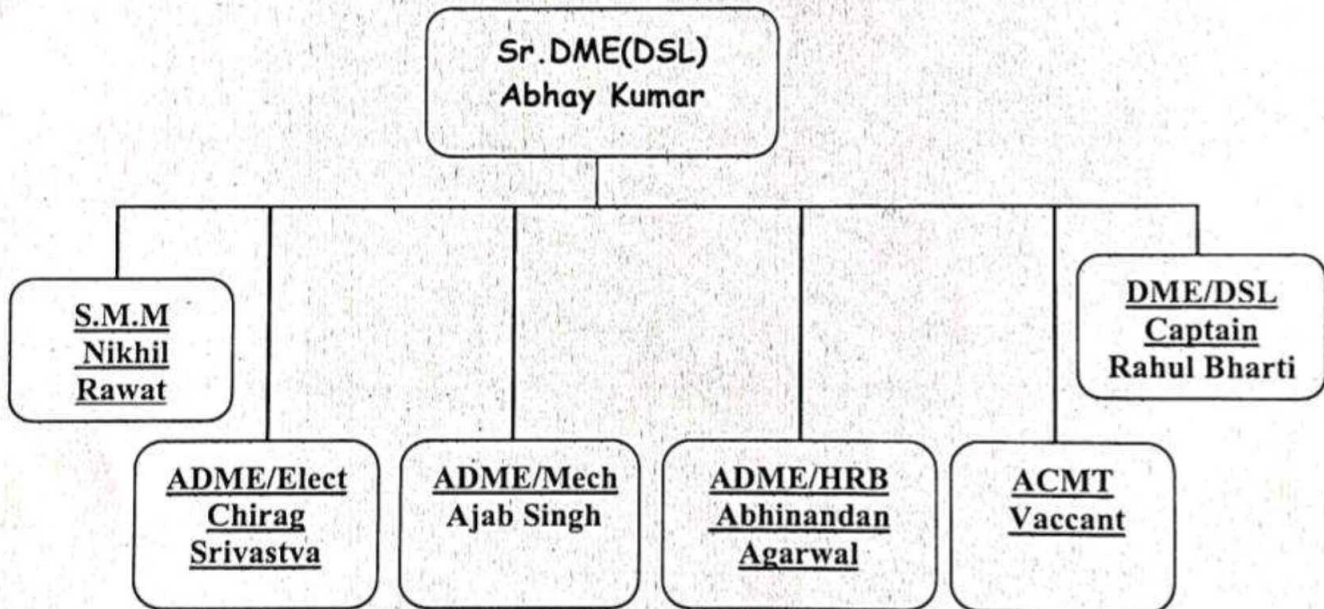 Sr.DME(DSL)
Abhay Kumar
S.M.M
Nikhil
Rawat
DME/DSL
Captain
Rahul Bharti
ADME/Elect
Chirag
Srivastva
ADME/Mech
Ajab Singh
ADME/HRB
Abhinandan
Agarwal
ACMT
Vaccant